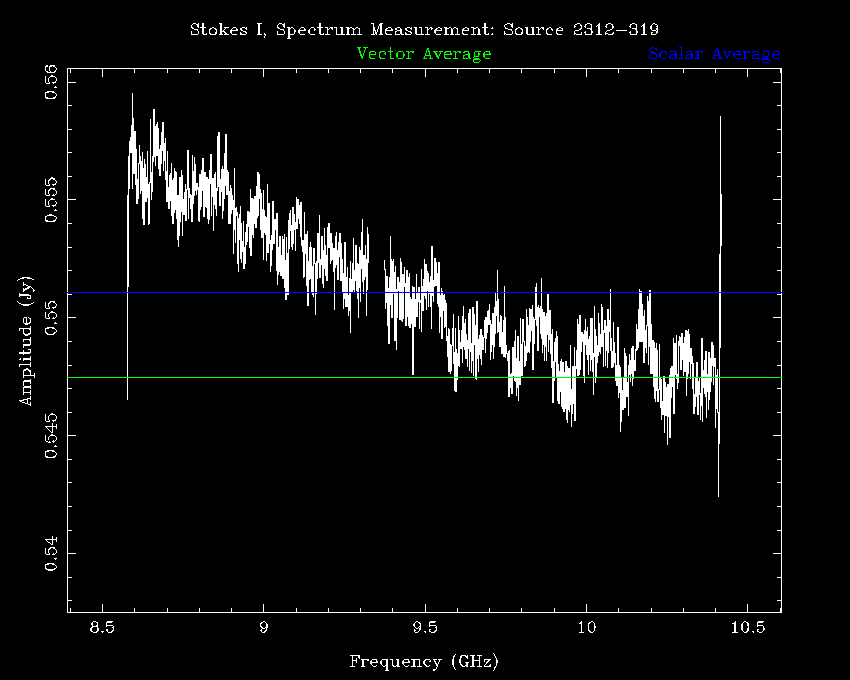 Stokes I, Spectrum Measurement: Source 2312-319
Vector Average Scalar Average
0.56
0.555
0.55
0.545
0.54
Amplitude (Jy)
8.5 9 9.5 10 10.5
Frequency (GHz)